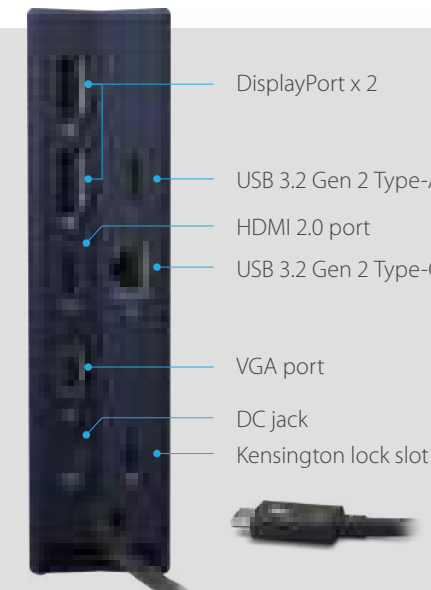 DisplayPort x 2
USB 3.2 Gen 2 Type-A
HDMI 2.0 port
USB 3.2 Gen 2 Type-C
VGA port
DC jack
Kensington lock slot